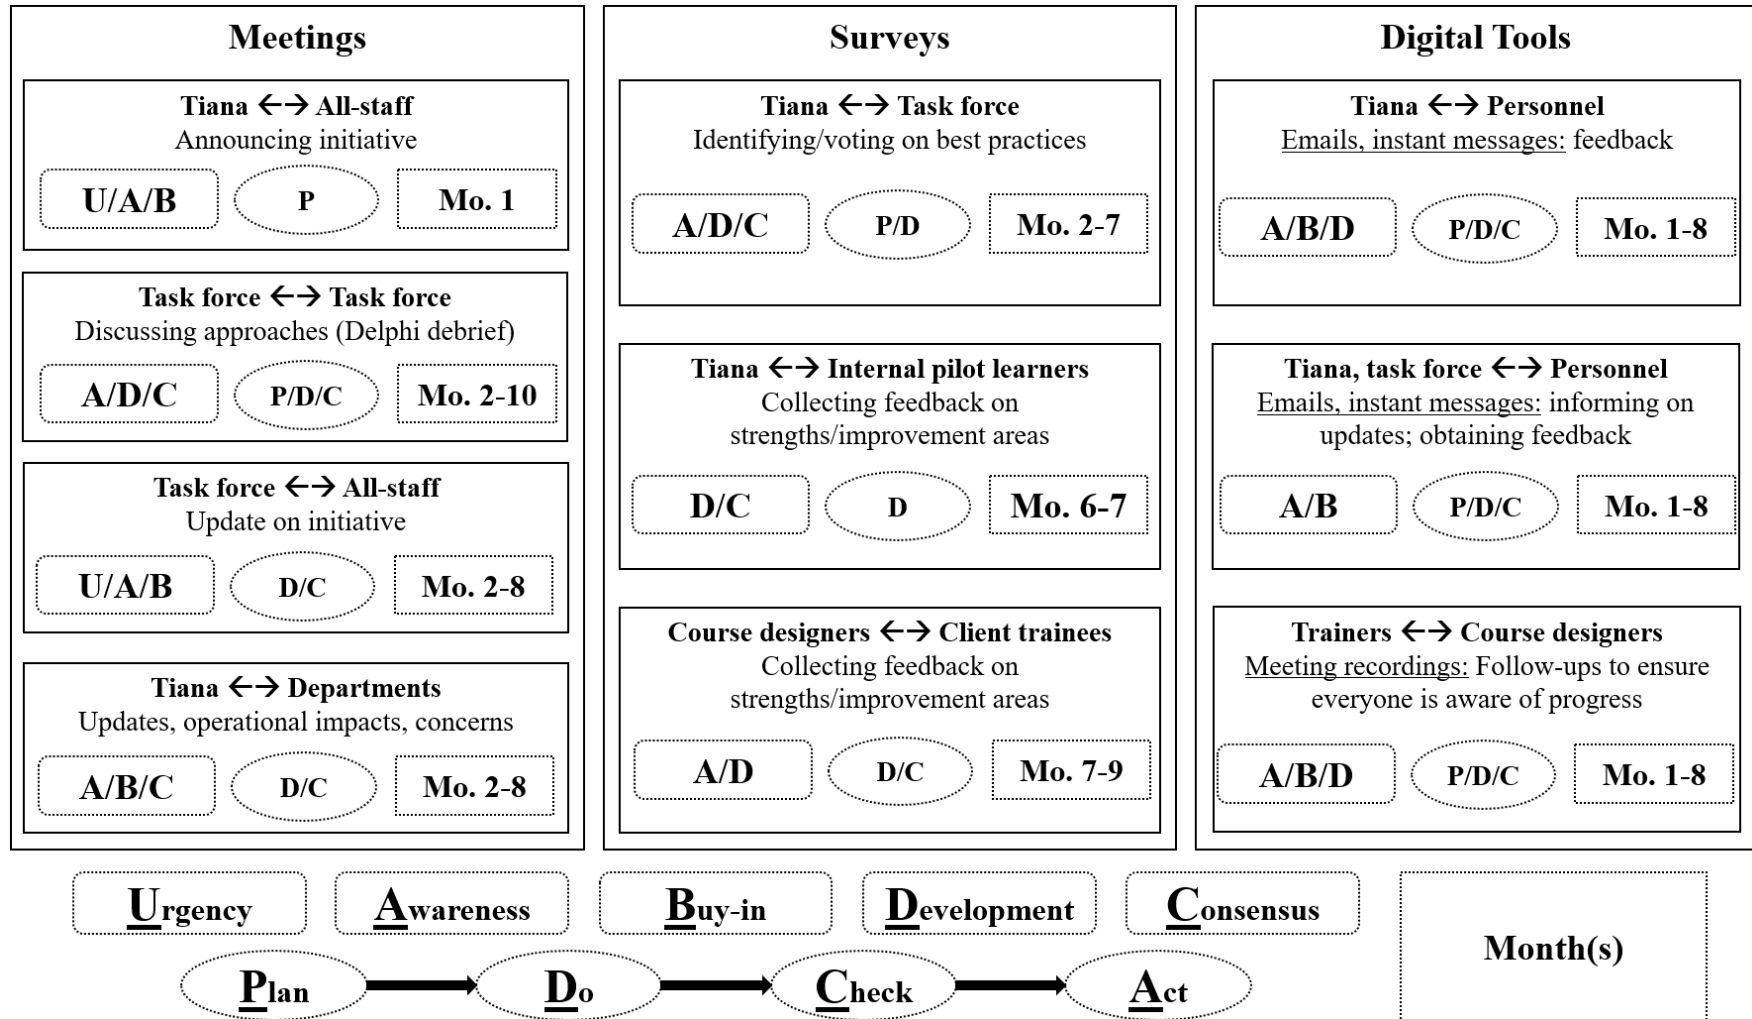 Meetings
Tiana ←→ All-staff
Announcing initiative
U/A/B
P
Mo. 1
Task force ←→ Task force
Discussing approaches (Delphi debrief)
A/D/C
P/D/C
Mo. 2-10
Task force ←→ All-staff
Update on initiative
U/A/B
D/C
Mo. 2-8
Tiana ←→ Departments
Updates, operational impacts, concerns
A/B/C
D/C
Mo. 2-8
Surveys
Tiana ←→ Task force
Identifying/voting on best practices
A/D/C
P/D
Mo. 2-7
Tiana ←→ Internal pilot learners
Collecting feedback on
strengths/improvement areas
D/C
D
Mo. 6-7
Course designers ←→ Client trainees
Collecting feedback on
strengths/improvement areas
A/D
D/C
Mo. 7-9
Digital Tools
Tiana ←→ Personnel
Emails, instant messages: feedback
A/B/D
P/D/C
Mo. 1-8
Tiana, task force ←→ Personnel
Emails, instant messages: informing on
updates; obtaining feedback
A/B
P/D/C
Mo. 1-8
Trainers ←→ Course designers
Meeting recordings: Follow-ups to ensure
everyone is aware of progress
A/B/D
P/D/C
Mo. 1-8
Urgency
Awareness
Buy-in
Development
Consensus
Plan
Do
Check
Act
Month(s)